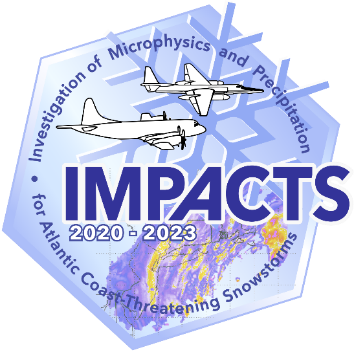 • Investigation of Microphysics and Precipitation
IMPACTS
2020 - 2023
for Atlantic Coast-Threatening Snowstorms